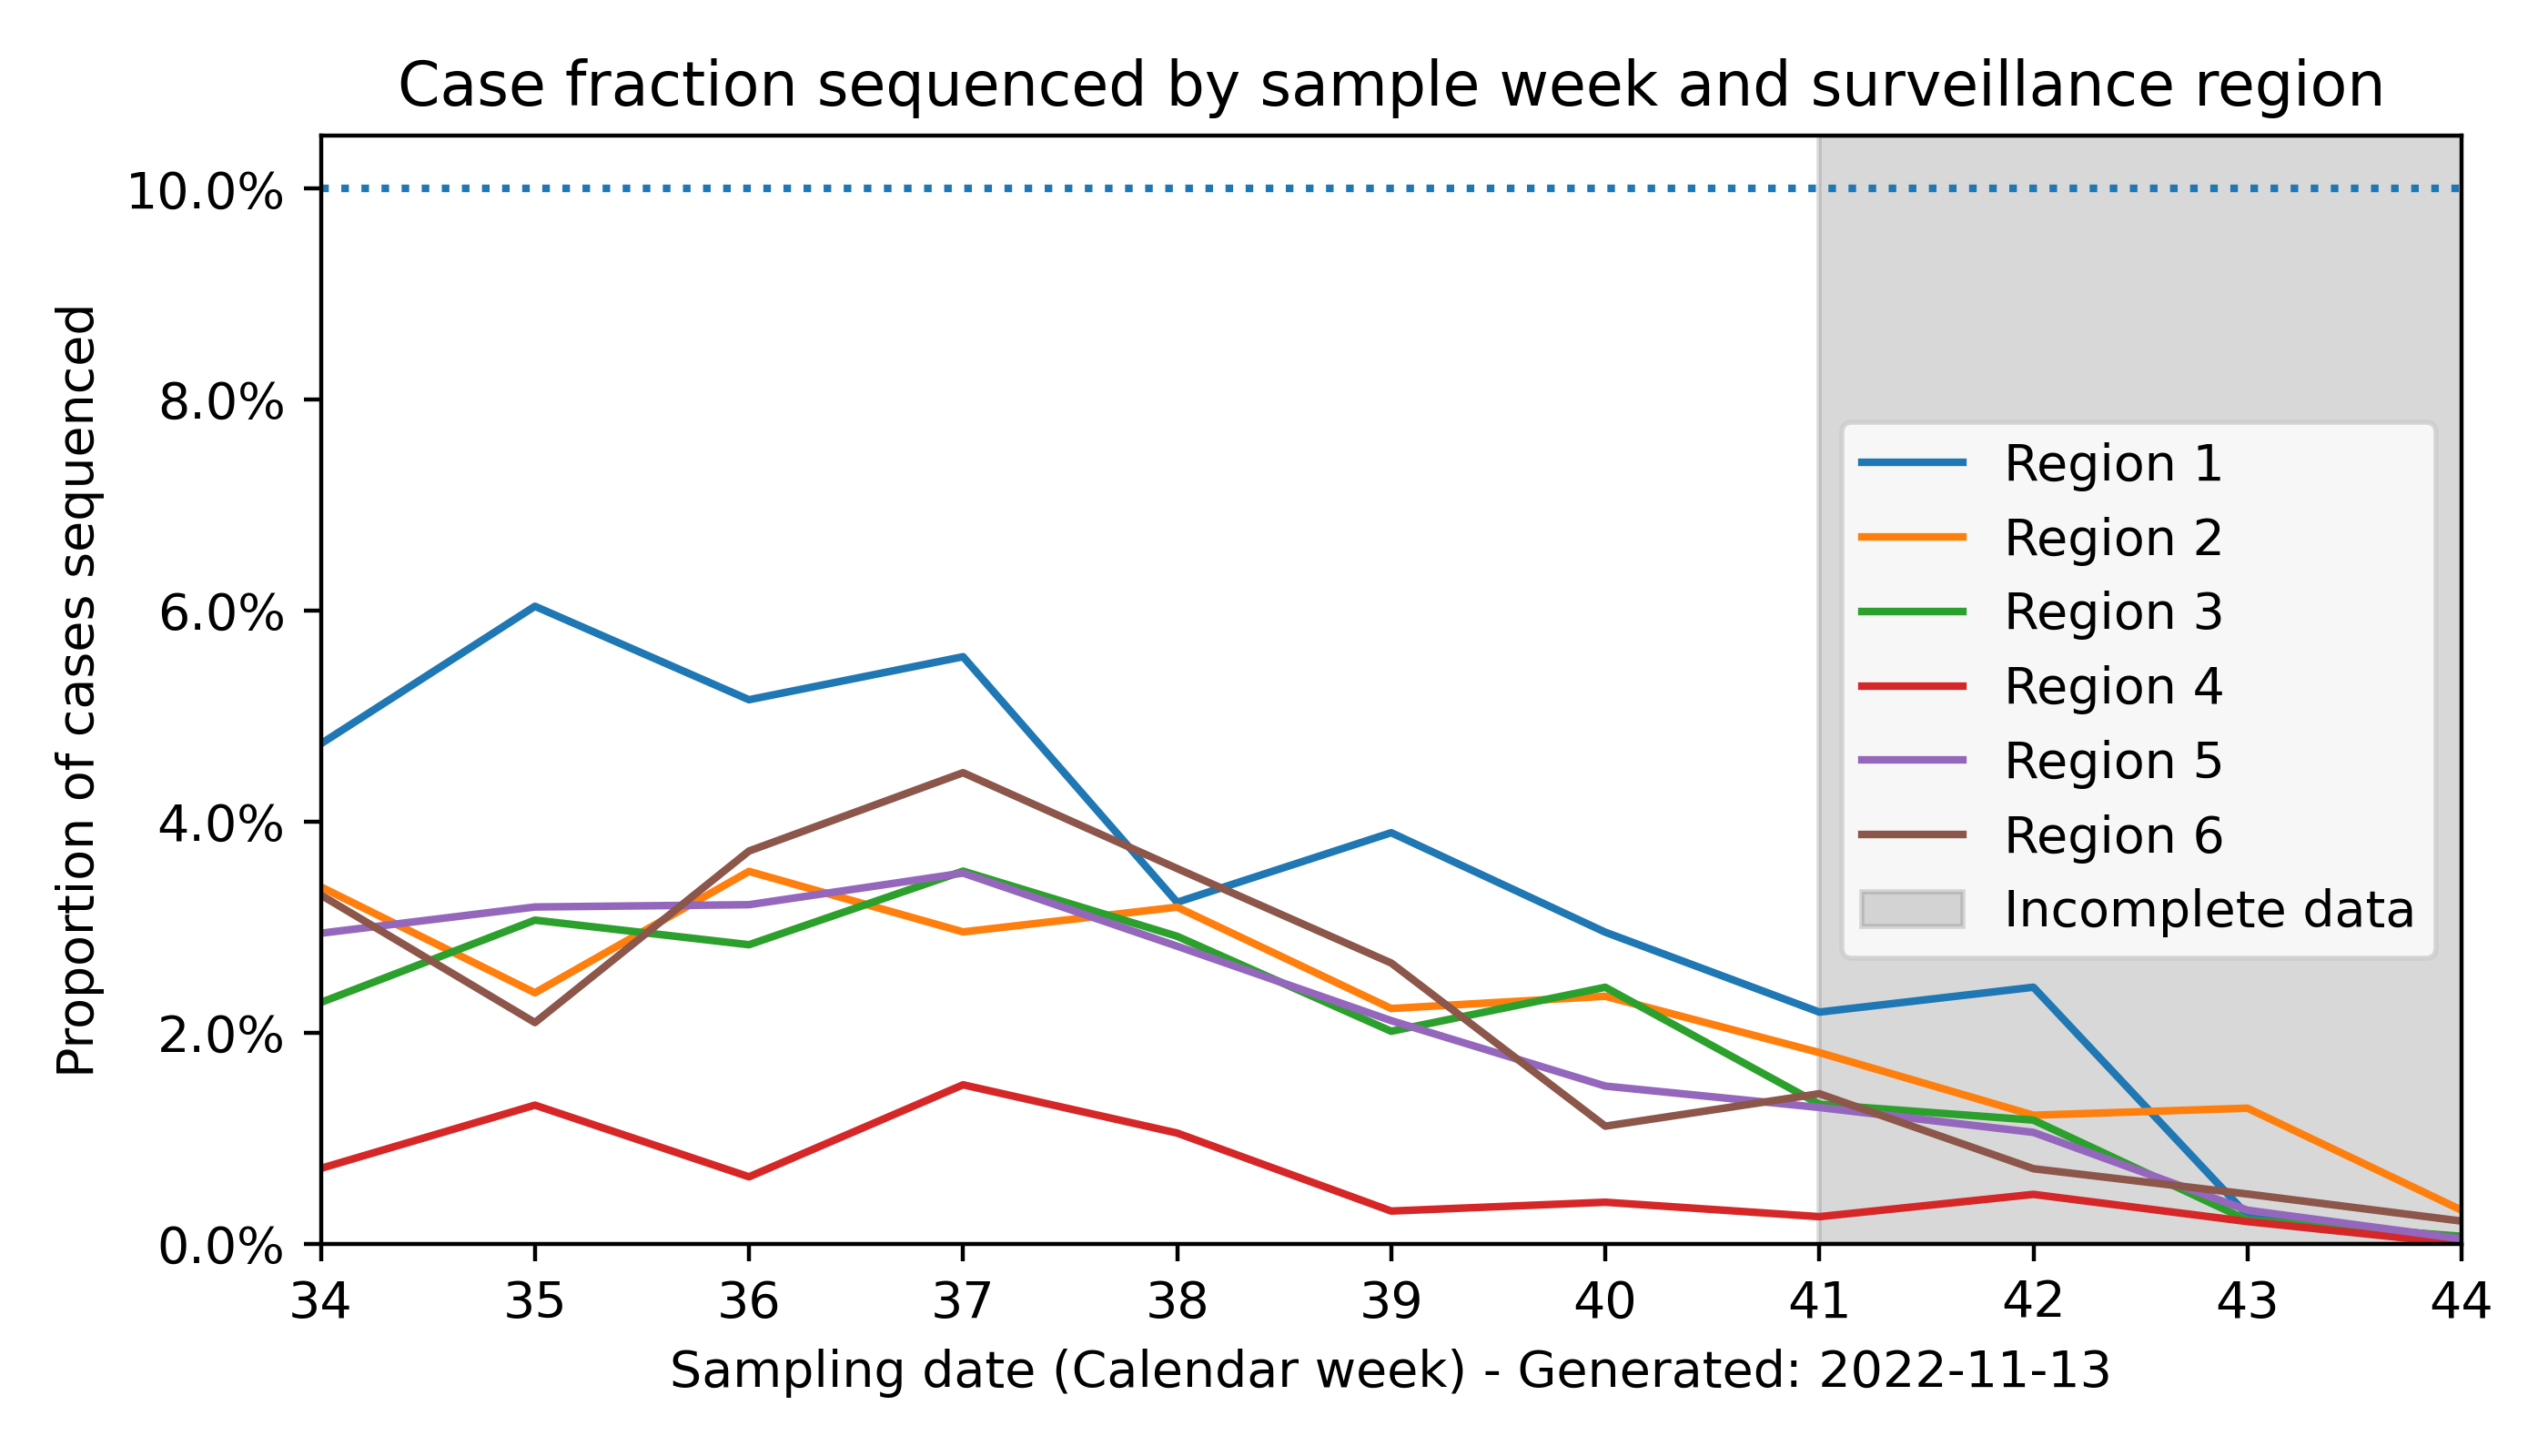 Case fraction sequenced by sample week and surveillance region
Proportion of cases sequenced
10.0%
8.0%
6.0%
4.0%
2.0%
0.0%
Region 1
Region 2
Region 3
Region 4
Region 5
Region 6
Incomplete data
34 35 36 37 38 39 40 41 42 43 44
Sampling date (Calendar week) - Generated: 2022-11-13